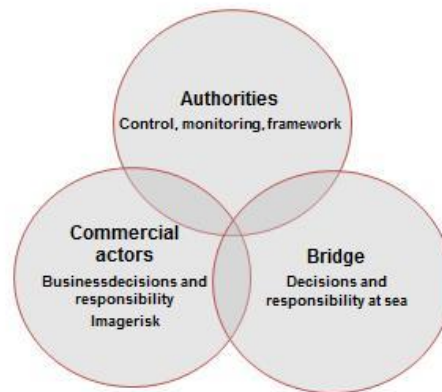 Authorities
Control, monitoring, framework
Commercial
actors
Businessdecisions and
responsibility
Imagerisk
Bridge
Decisions and
responsibility at sea